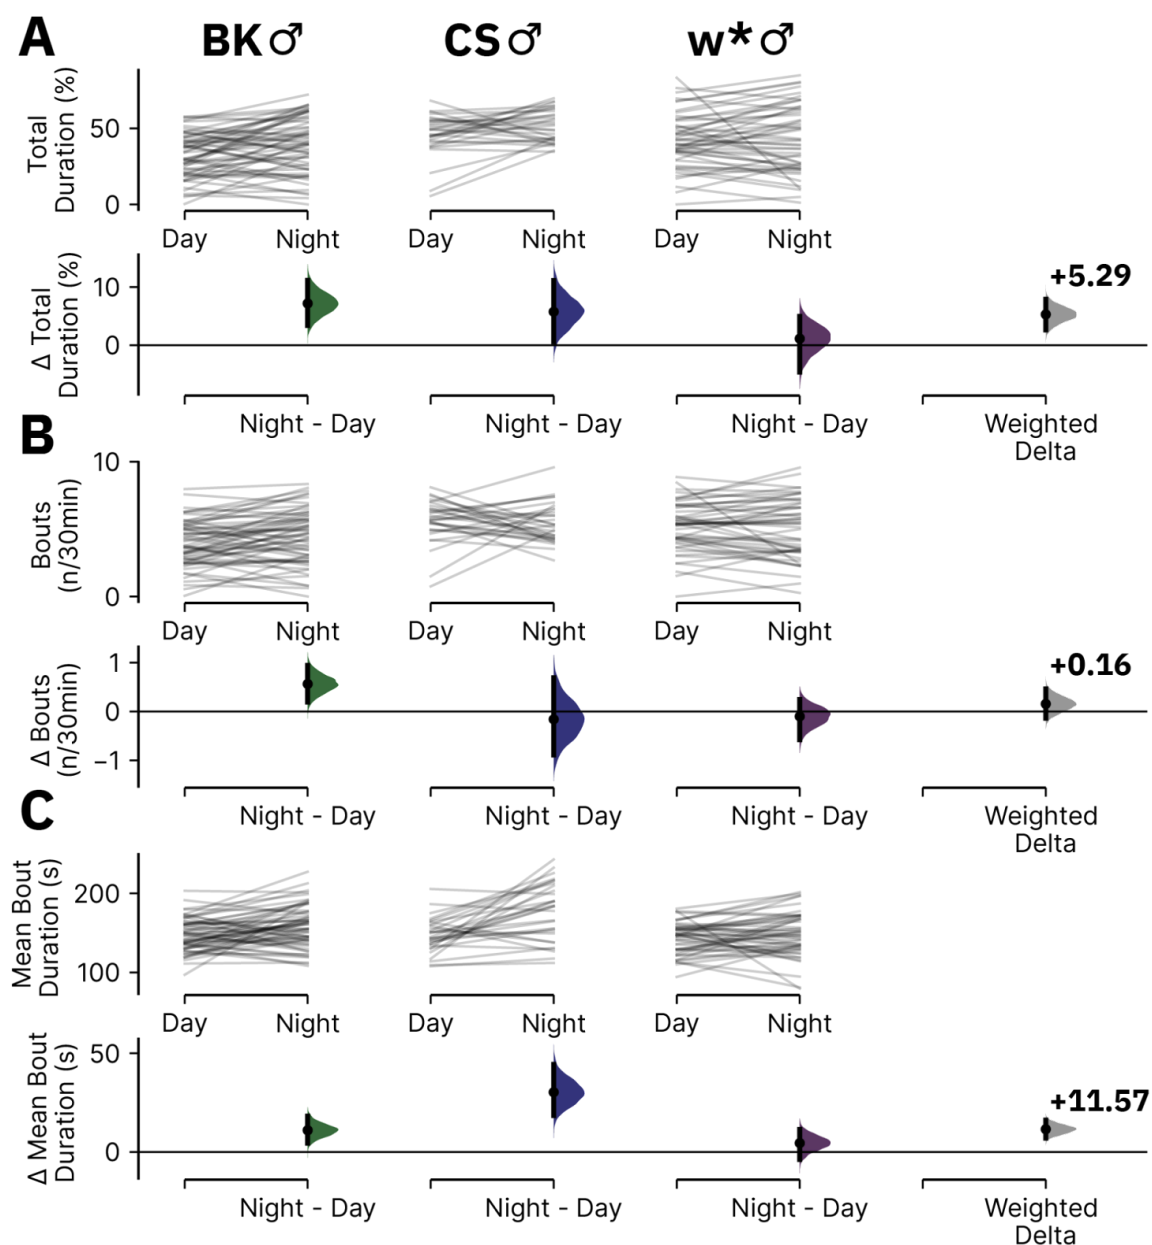 A
BK♂ CS♂ w*♂
Total
Duration (%)
50
0
Day Night Day Night Day Night
Δ Total
Duration (%)
10
0
+5.29
Night - Day Night - Day Night - Day Weighted
Delta
B
Bouts
(n/30min)
10
0
Day Night Day Night Day Night
Δ Bouts
(n/30min)
1
0
−1
+0.16
Night - Day Night - Day Night - Day Weighted
Delta
C
Mean Bout
Duration (s)
200
100
Day Night Day Night Day Night
Δ Mean Bout
Duration (s)
50
0
+11.57
Night - Day Night - Day Night - Day Weighted
Delta